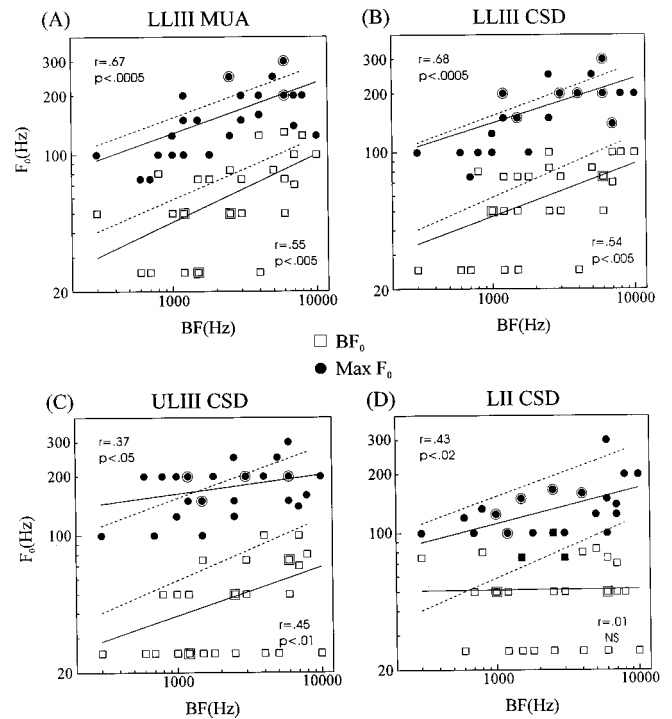 (A) LLIII MUA
(B) LLIII CSD
r=.67
p<.0005
r=.68
p<.0005
300
200
100
20
F₀(Hz)
300
200
100
20
r=.55
p<.005
r=.54
p<.005
1000
10000
1000
10000
BF(Hz)
BF(Hz)
BF₀
Max F₀
(C) ULIII CSD
(D) LII CSD
r=.37
p<.05
r=.43
p<.02
300
200
100
20
F₀(Hz)
300
200
100
20
r=.45
p<.01
r=.01
NS
1000
10000
1000
10000
BF(Hz)
BF(Hz)